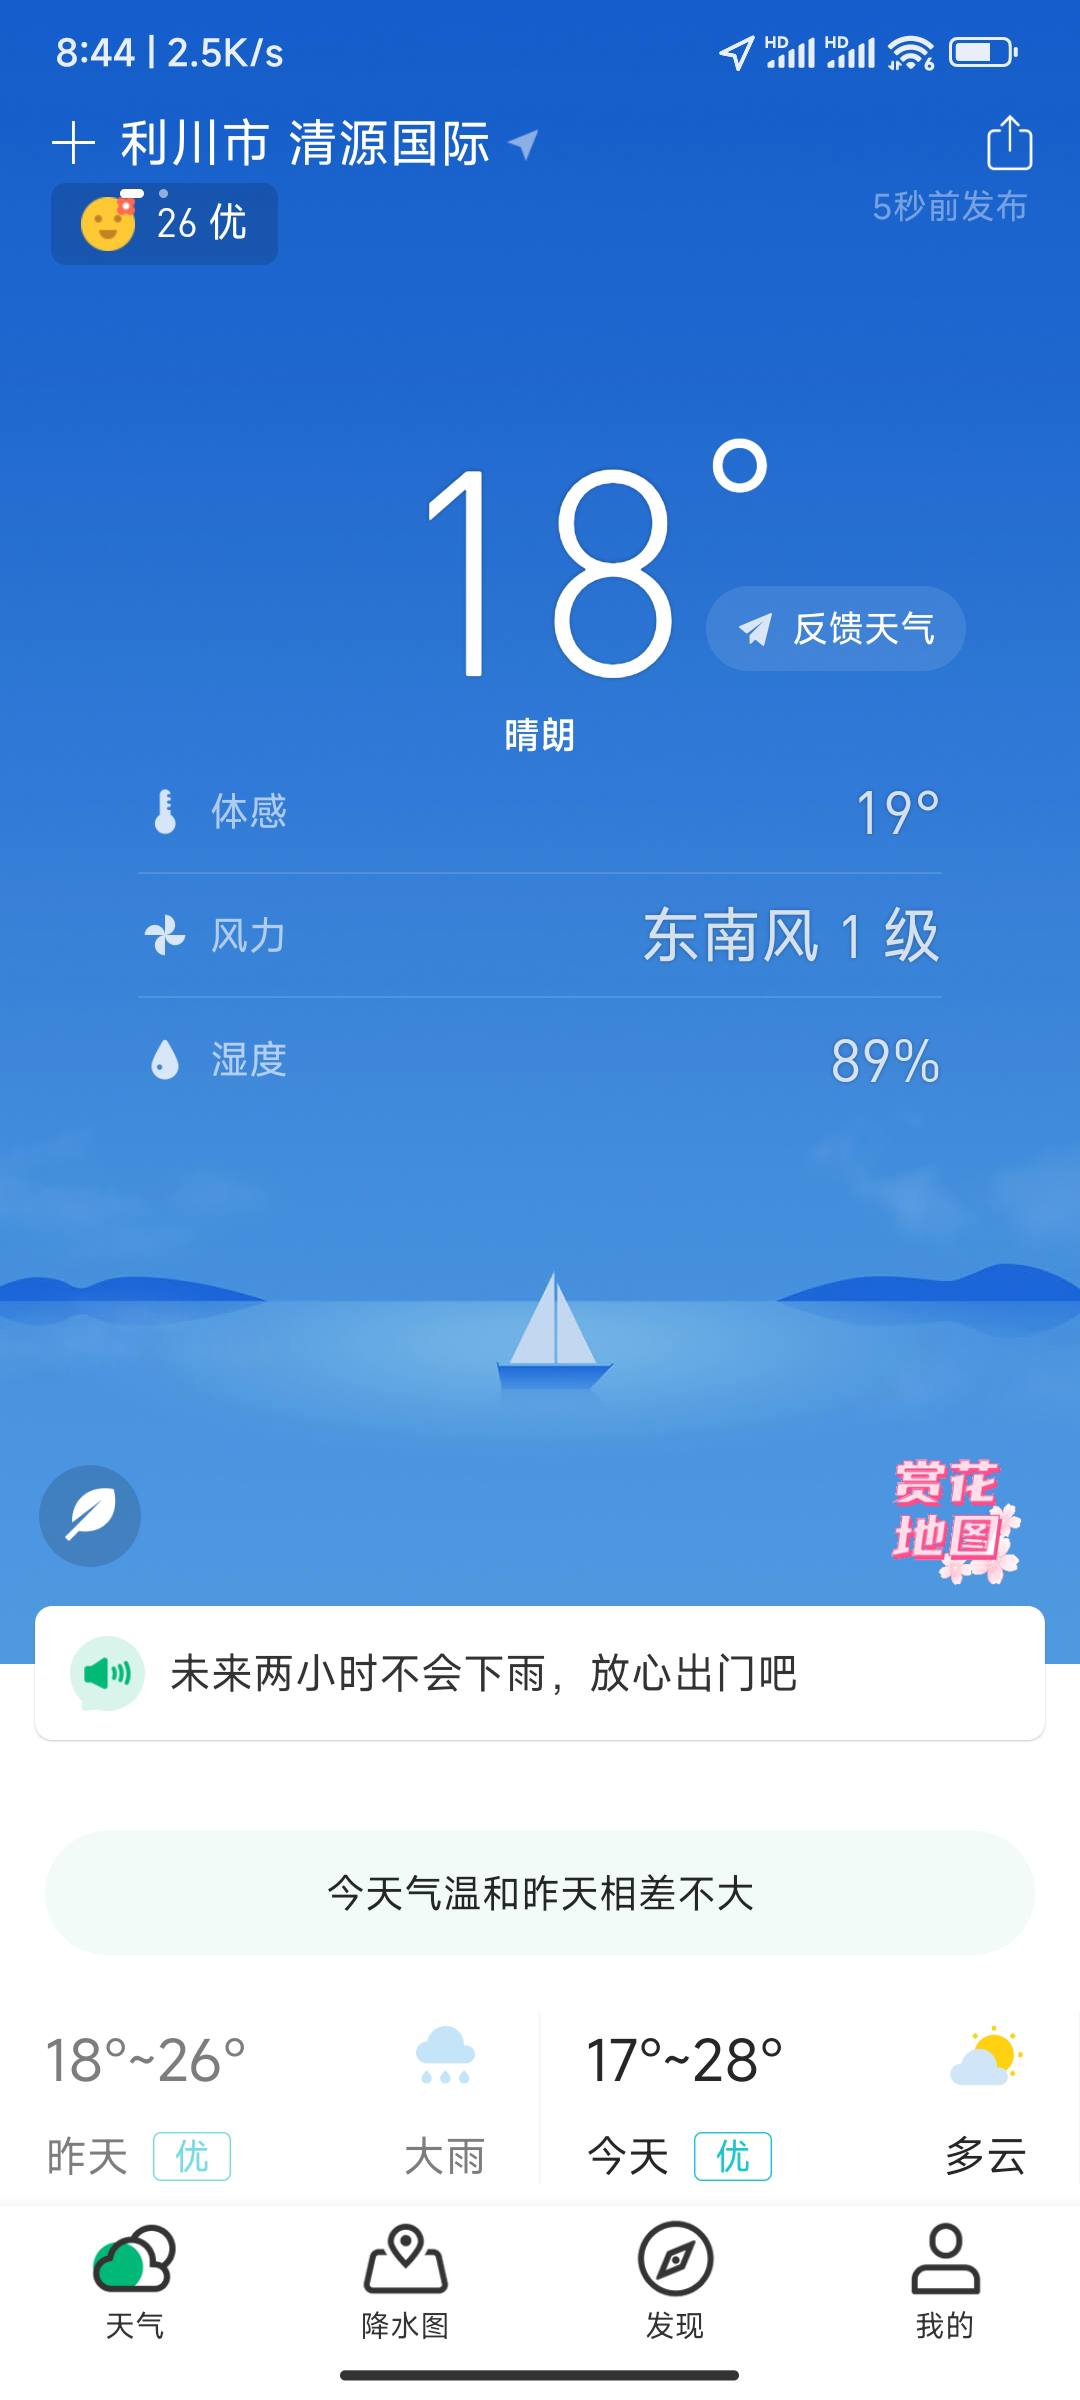 8:44 | 2.5K/s
HD HD 6
利川市 清源国际
26 优
5秒前发布
18°
反馈天气
晴朗
体感 19°
风力 东南风 1 级
湿度 89%
赏花
地图
未来两小时不会下雨，放心出门吧
今天气温和昨天相差不大
18°~26° 17°~28°
昨天 优 大雨 今天 优 多云
天气 降水图 发现 我的